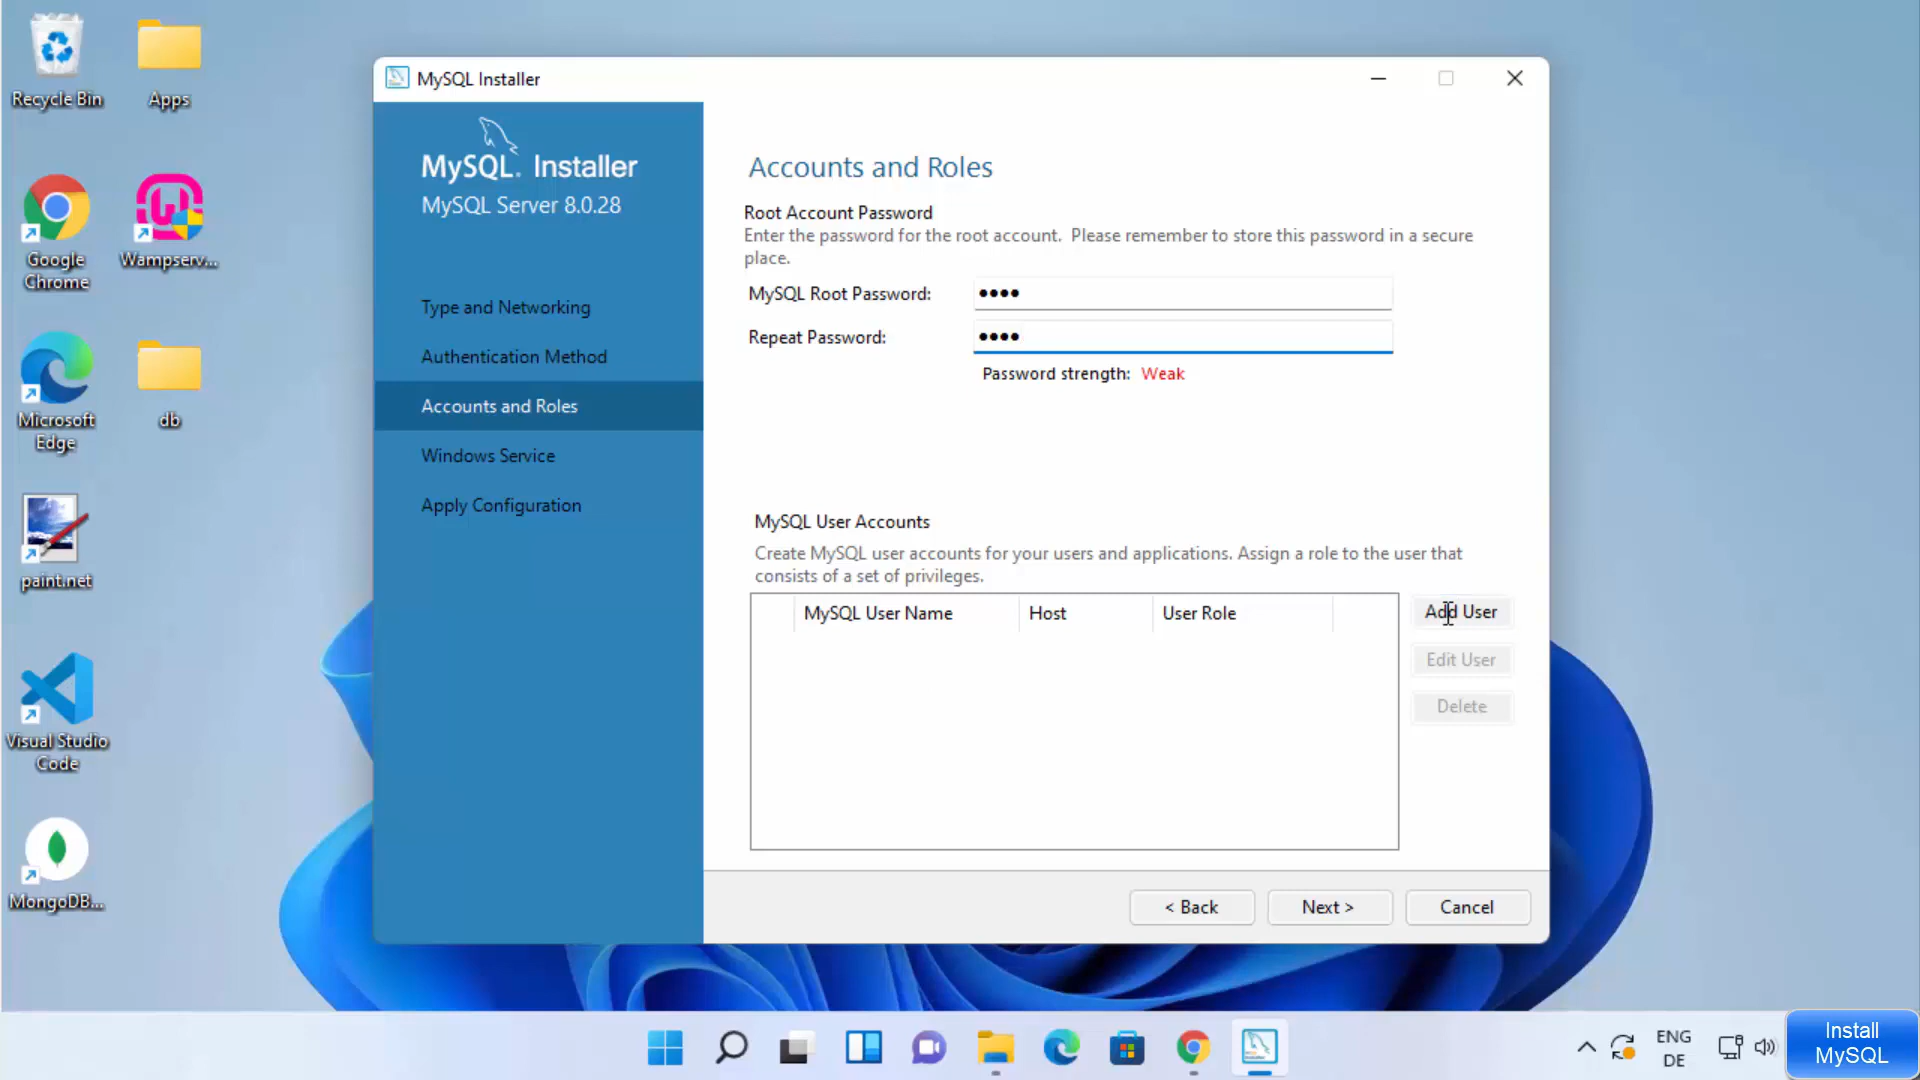 Recycle Bin
Apps
Google
Chrome
Wampserv...
Microsoft
Edge
db
paint.net
Visual Studio
Code
MongoDB...
MySQL Installer
MySQL. Installer
MySQL Server 8.0.28
Type and Networking
Authentication Method
Accounts and Roles
Windows Service
Apply Configuration
Accounts and Roles
Root Account Password
Enter the password for the root account. Please remember to store this password in a secure
place.
MySQL Root Password: ●●●●
Repeat Password: ●●●●
Password strength: Weak
MySQL User Accounts
Create MySQL user accounts for your users and applications. Assign a role to the user that
consists of a set of privileges.
MySQL User Name Host User Role
Add User
Edit User
Delete
< Back Next > Cancel
ENG
DE
Install
MySQL